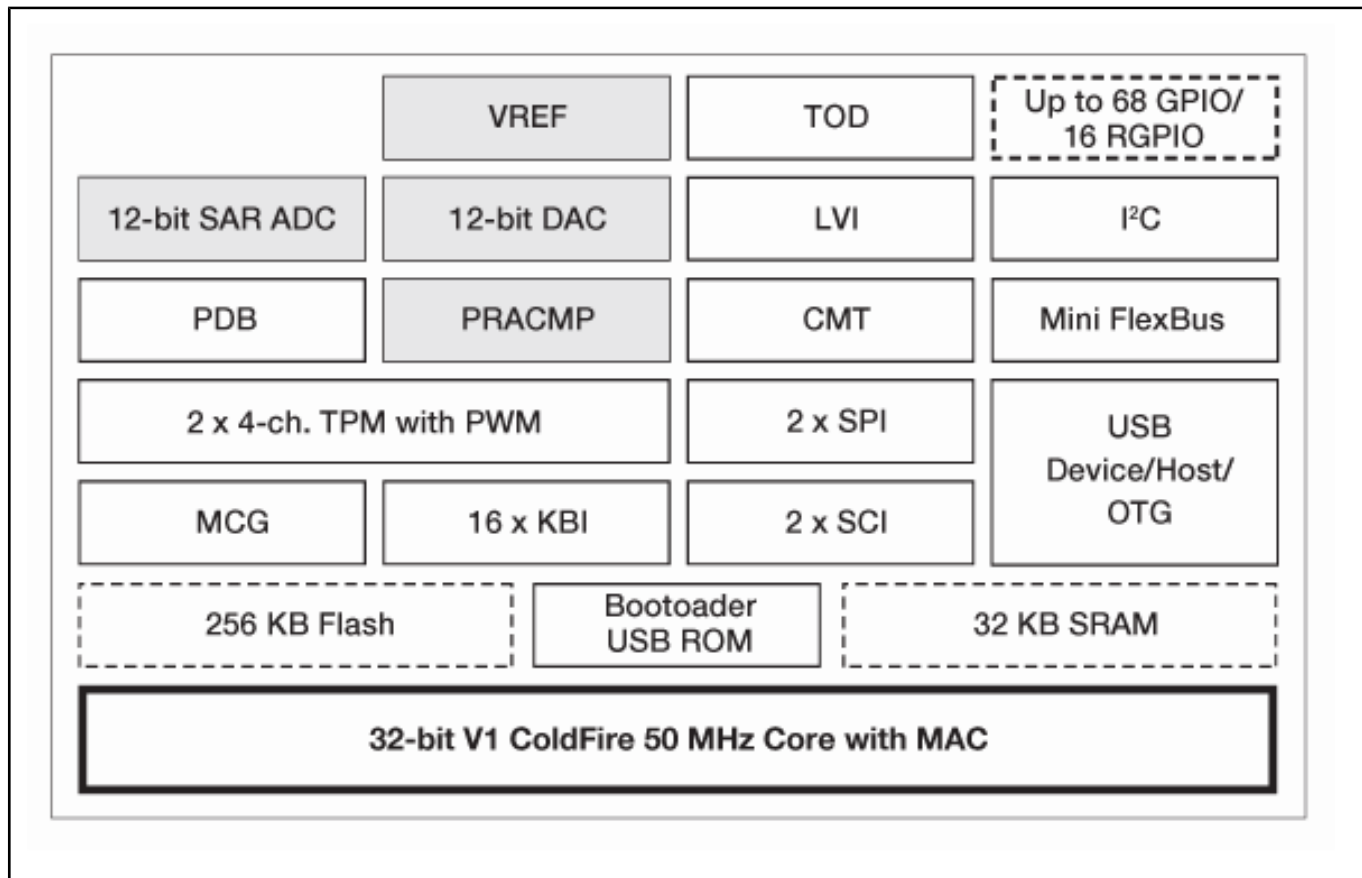 VREF
TOD
Up to 68 GPIO/
16 RGPIO
12-bit SAR ADC
12-bit DAC
LVI
I²C
PDB
PRACMP
CMT
Mini FlexBus
2 x 4-ch. TPM with PWM
2 x SPI
USB
Device/Host/
OTG
MCG
16 x KBI
2 x SCI
256 KB Flash
Bootoader
USB ROM
32 KB SRAM
32-bit V1 ColdFire 50 MHz Core with MAC